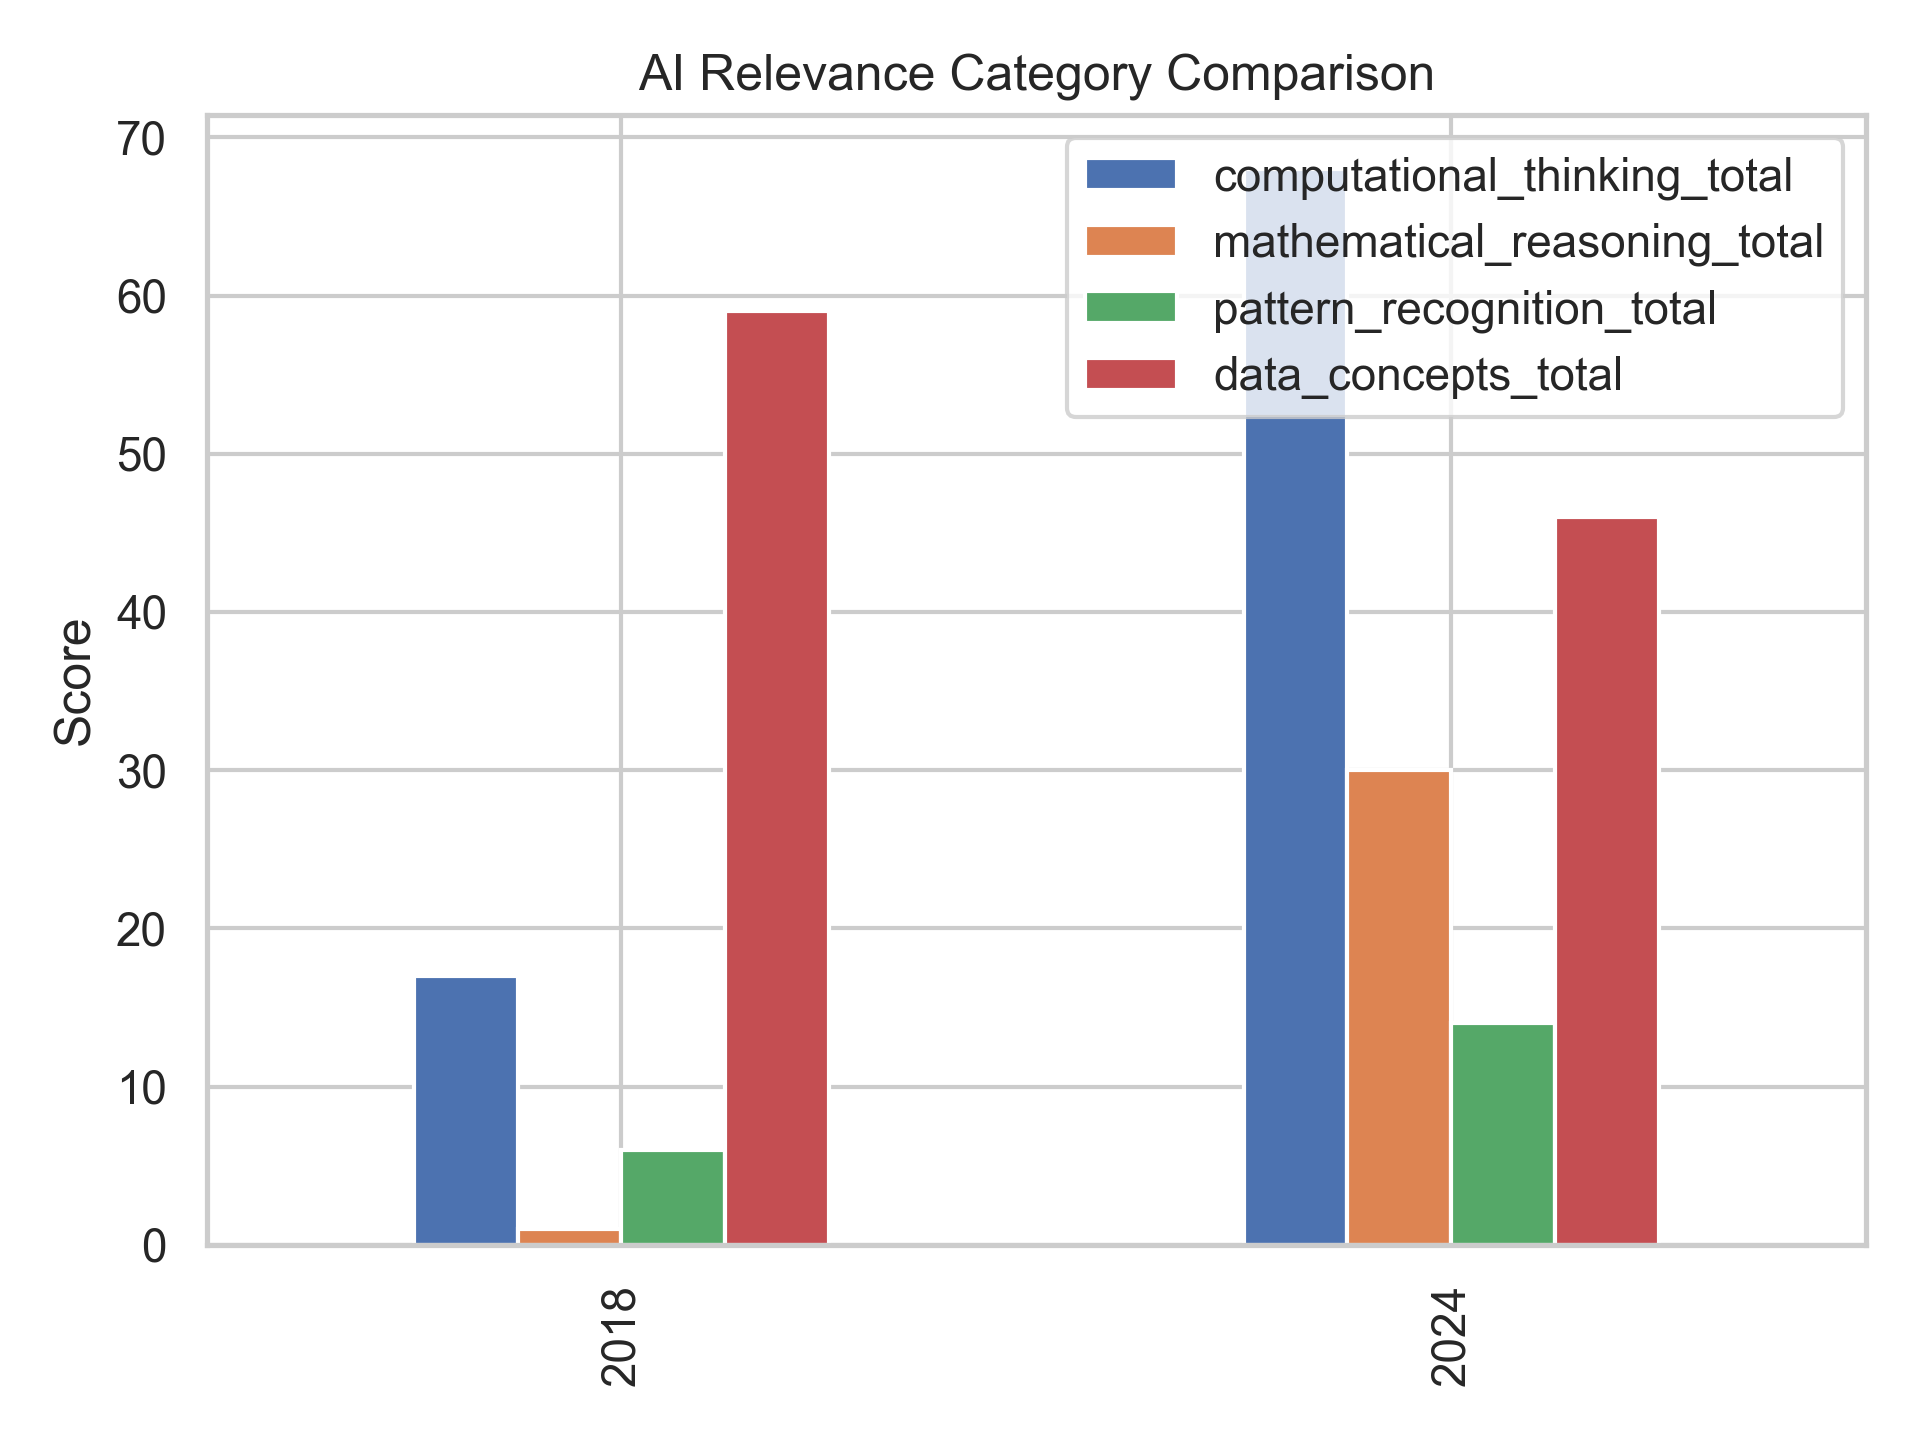 AI Relevance Category Comparison
70
60
50
40
30
20
10
0
Score
computational_thinking_total
mathematical_reasoning_total
pattern_recognition_total
data_concepts_total
2018
2024